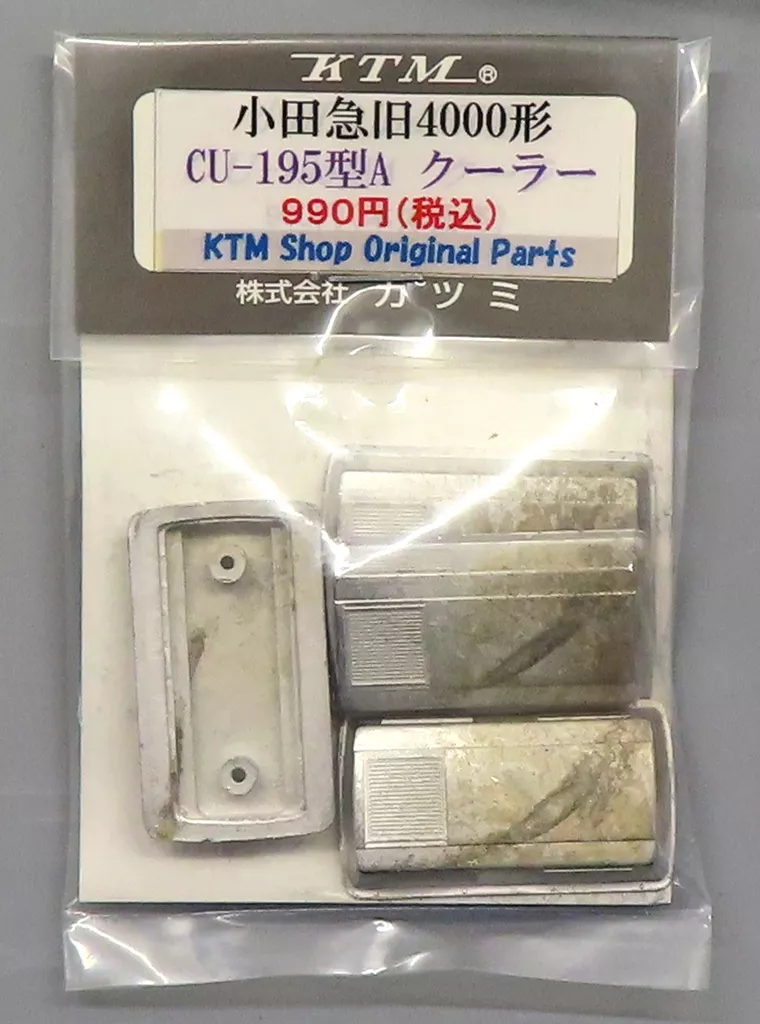 KTM®
小田急旧4000形
CU-195型A クーラー
990円(税込)
KTM Shop Original Parts
株式会社 カツミ